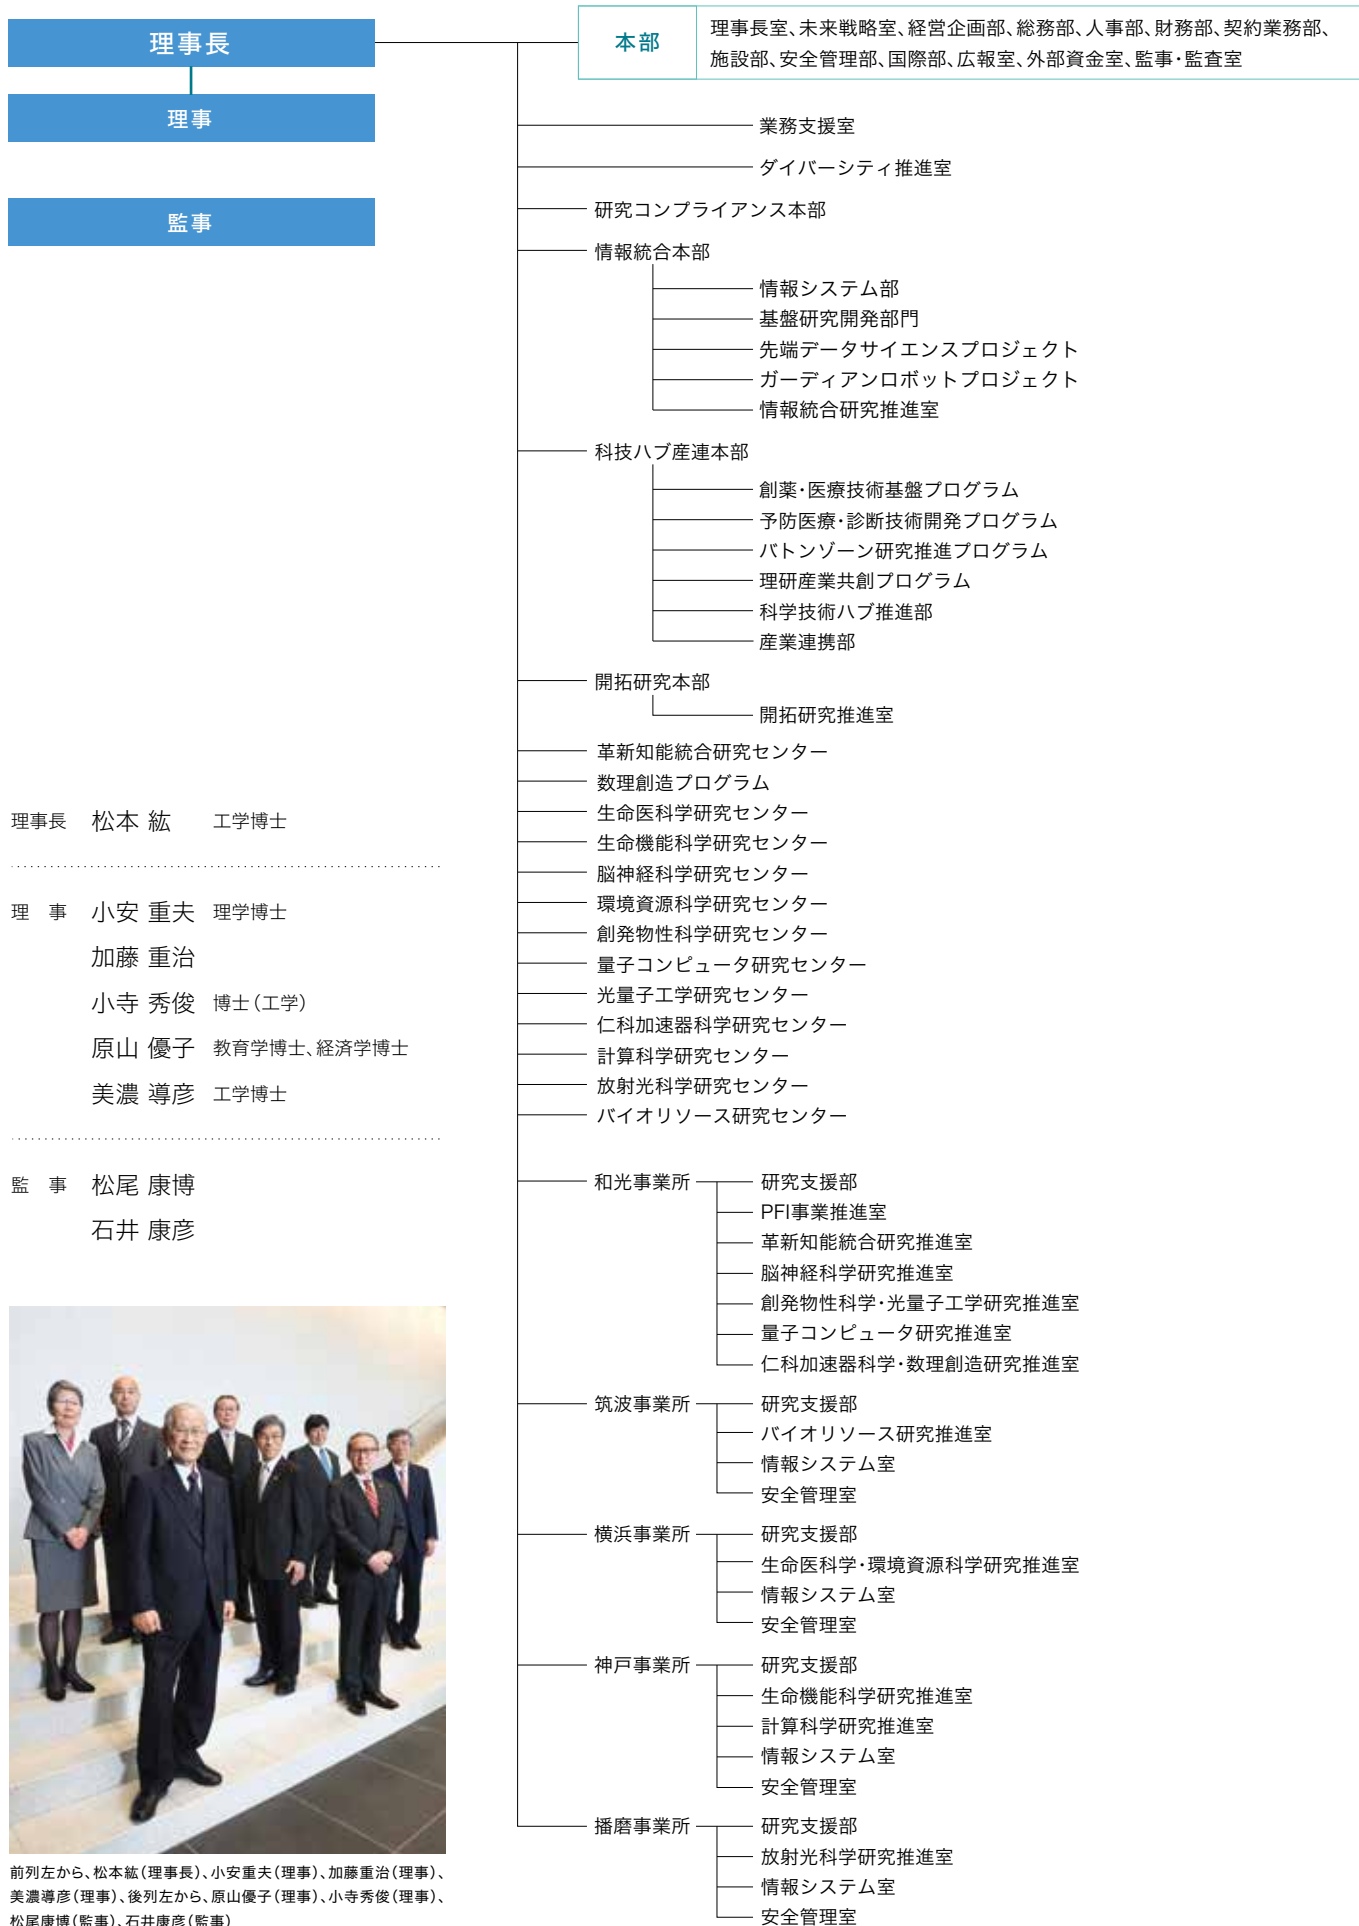 理事長
理事
監事
本部
理事長室、未来戦略室、経営企画部、総務部、人事部、財務部、契約業務部、
施設部、安全管理部、国際部、広報室、外部資金室、監事・監査室
業務支援室
ダイバーシティ推進室
研究コンプライアンス本部
情報統合本部
情報システム部
基盤研究開発部門
先端データサイエンスプロジェクト
ガーディアンロボットプロジェクト
情報統合研究推進室
科技ハブ産連本部
創薬・医療技術基盤プログラム
予防医療・診断技術開発プログラム
バトンゾーン研究推進プログラム
理研産業共創プログラム
科学技術ハブ推進部
産業連携部
開拓研究本部
開拓研究推進室
革新知能統合研究センター
数理創造プログラム
生命医科学研究センター
生命機能科学研究センター
脳神経科学研究センター
環境資源科学研究センター
創発物性科学研究センター
量子コンピュータ研究センター
光量子工学研究センター
仁科加速器科学研究センター
計算科学研究センター
放射光科学研究センター
バイオリソース研究センター
和光事業所
研究支援部
PFI事業推進室
革新知能統合研究推進室
脳神経科学研究推進室
創発物性科学・光量子工学研究推進室
量子コンピュータ研究推進室
仁科加速器科学・数理創造研究推進室
筑波事業所
研究支援部
バイオリソース研究推進室
情報システム室
安全管理室
横浜事業所
研究支援部
生命医科学・環境資源科学研究推進室
情報システム室
安全管理室
神戸事業所
研究支援部
生命機能科学研究推進室
計算科学研究推進室
情報システム室
安全管理室
播磨事業所
研究支援部
放射光科学研究推進室
情報システム室
安全管理室
理事長 松本 紘 工学博士
理 事 小安 重夫 理学博士
加藤 重治
小寺 秀俊 博士（工学）
原山 優子 教育学博士、経済学博士
美濃 導彦 工学博士
監 事 松尾 康博
石井 康彦
前列左から、松本紘（理事長）、小安重夫（理事）、加藤重治（理事）、
美濃導彦（理事）、後列左から、原山優子（理事）、小寺秀俊（理事）、
松尾康博（監事）、石井康彦（監事）